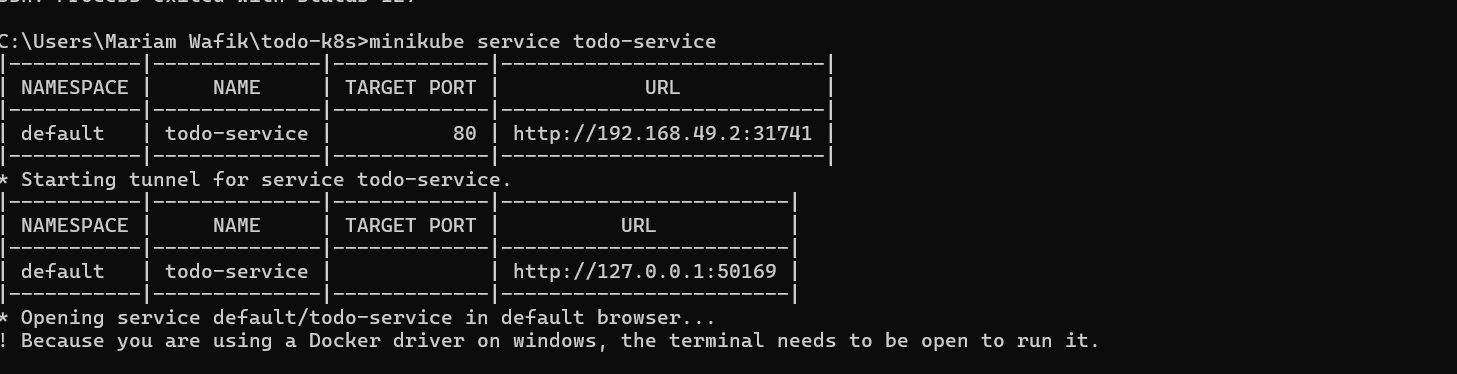 C:\Users\Mariam Wafik\todo-k8s>minikube service todo-service
|-----------|--------------|-------------|---------------------------|
| NAMESPACE | NAME | TARGET PORT | URL |
|-----------|--------------|-------------|---------------------------|
| default | todo-service | 80 | http://192.168.49.2:31741 |
|-----------|--------------|-------------|---------------------------|
* Starting tunnel for service todo-service.
|-----------|--------------|-------------|------------------------|
| NAMESPACE | NAME | TARGET PORT | URL |
|-----------|--------------|-------------|------------------------|
| default | todo-service | | http://127.0.0.1:50169 |
|-----------|--------------|-------------|------------------------|
* Opening service default/todo-service in default browser...
! Because you are using a Docker driver on windows, the terminal needs to be open to run it.